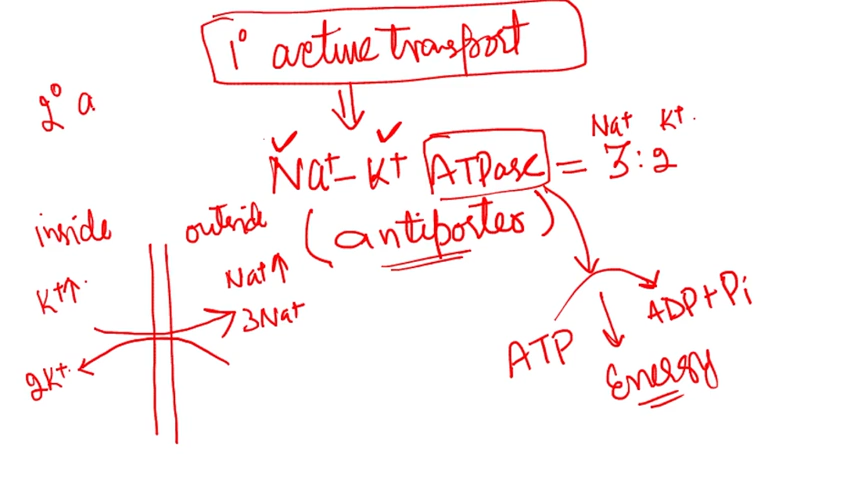 1° active transport
2° a
Na+ K+
Na+ - K+ ATPase = 3:2
(antiporter)
inside outside
Na+↑
K+↑
3Na+
2K+
ATP ADP + Pi
Energy